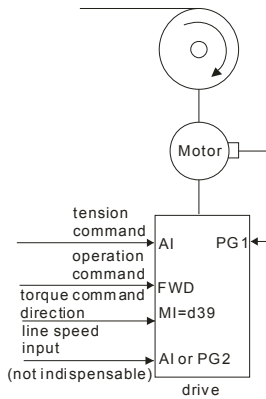 Motor
tension
command
AI
PG1
operation
command
FWD
torque command
direction
MI=d39
line speed
input
AI or PG2
(not indispensable)
drive